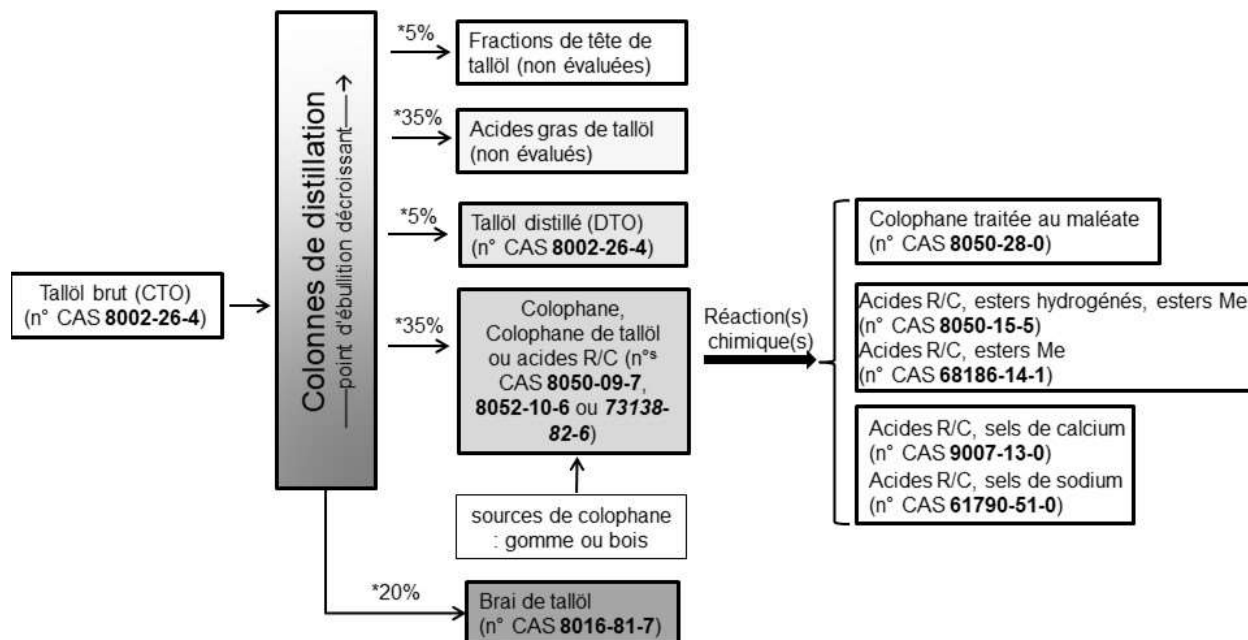 Tallöl brut (CTO)
(n° CAS 8002-26-4)
Colonnes de distillation
point d'ébullition décroissant
*5%
Fractions de tête de
tallöl (non évaluées)
*35%
Acides gras de tallöl
(non évalués)
*5%
Tallöl distillé (DTO)
(n° CAS 8002-26-4)
*35%
Colophane,
Colophane de tallöl
ou acides R/C (n°ˢ
CAS 8050-09-7,
8052-10-6 ou 73138-
82-6)
sources de colophane
: gomme ou bois
*20%
Brai de tallöl
(n° CAS 8016-81-7)
Réaction(s)
chimique(s)
Colophane traitée au maléate
(n° CAS 8050-28-0)
Acides R/C, esters hydrogénés, esters Me
(n° CAS 8050-15-5)
Acides R/C, esters Me
(n° CAS 68186-14-1)
Acides R/C, sels de calcium
(n° CAS 9007-13-0)
Acides R/C, sels de sodium
(n° CAS 61790-51-0)